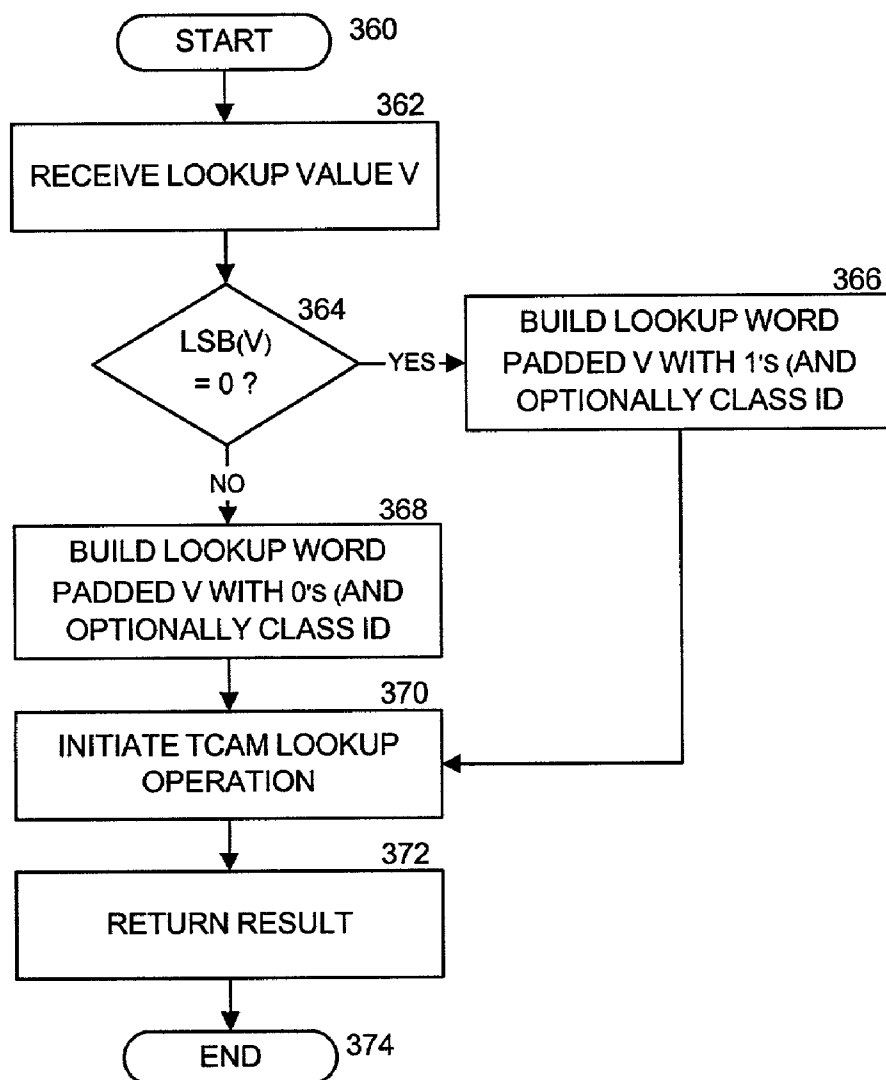 START
360
362
RECEIVE LOOKUP VALUE V
364
LSB(V)
= 0 ?
YES
366
BUILD LOOKUP WORD
PADDED V WITH 1's (AND
OPTIONALLY CLASS ID
NO
368
BUILD LOOKUP WORD
PADDED V WITH 0's (AND
OPTIONALLY CLASS ID
370
INITIATE TCAM LOOKUP
OPERATION
372
RETURN RESULT
END
374